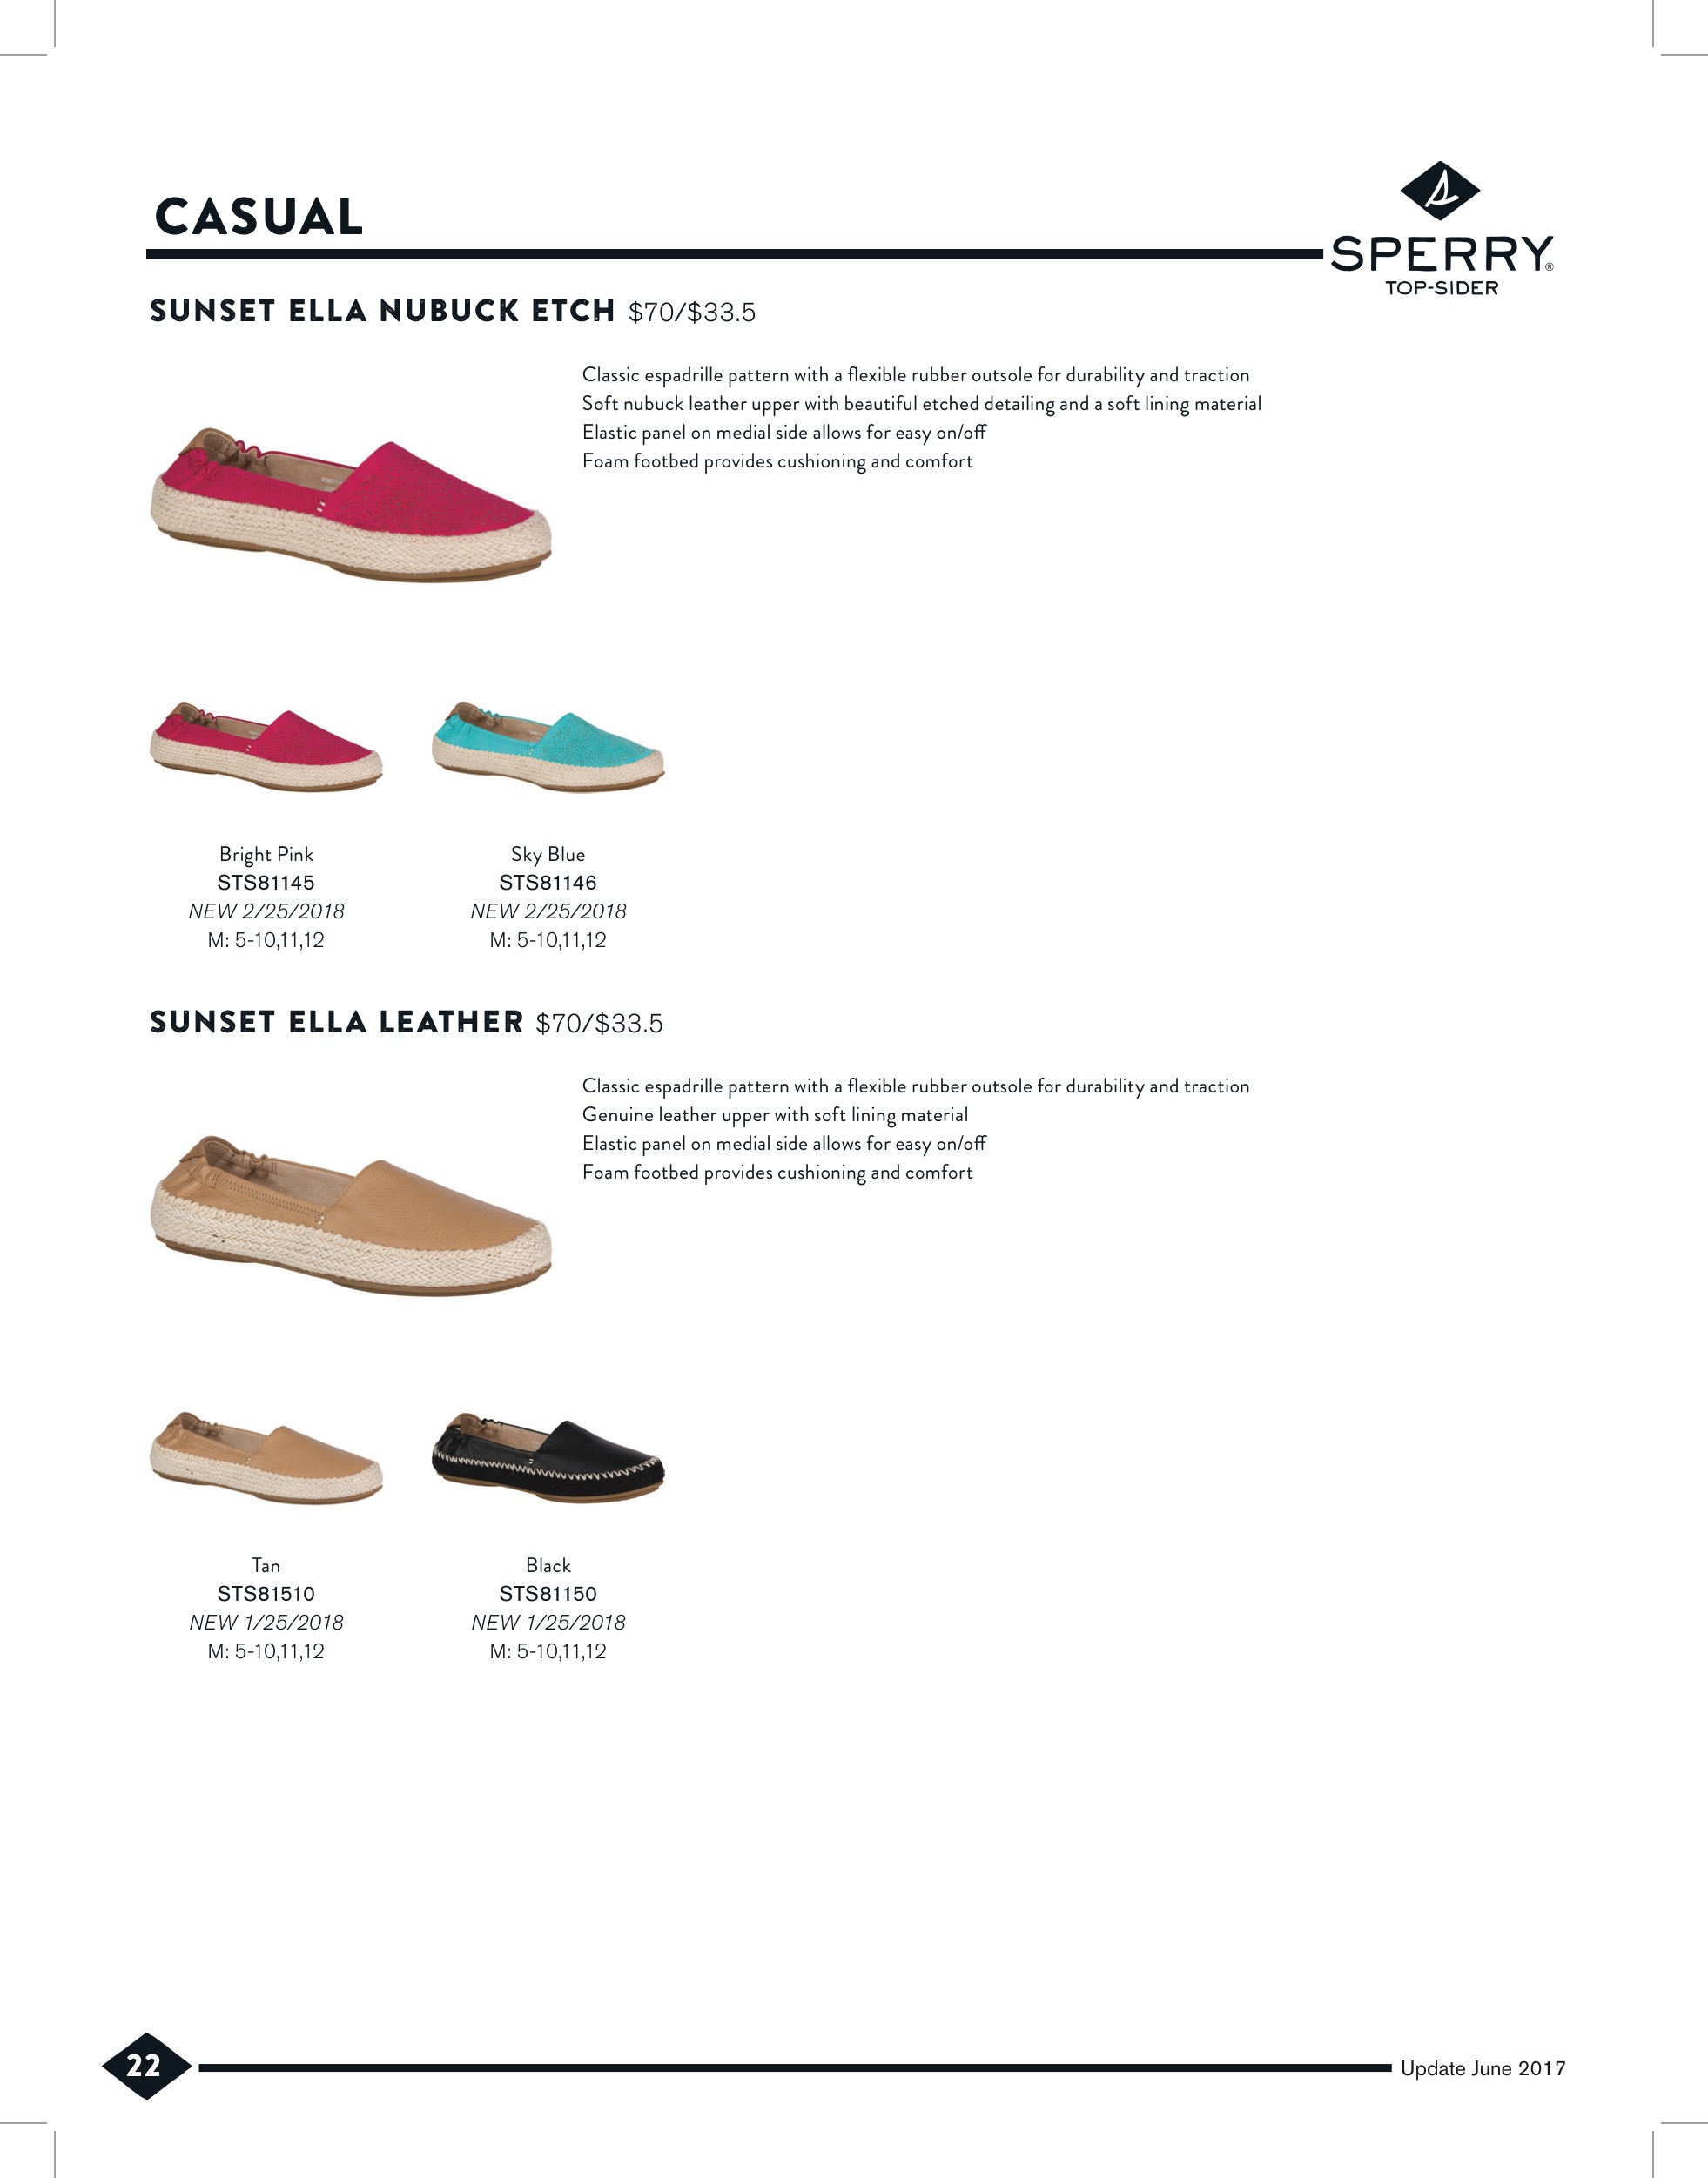 CASUAL
SPERRY®
TOP-SIDER
SUNSET ELLA NUBUCK ETCH $70/$33.5
Classic espadrille pattern with a flexible rubber outsole for durability and traction
Soft nubuck leather upper with beautiful etched detailing and a soft lining material
Elastic panel on medial side allows for easy on/off
Foam footbed provides cushioning and comfort
Bright Pink
STS81145
NEW 2/25/2018
M: 5-10,11,12
Sky Blue
STS81146
NEW 2/25/2018
M: 5-10,11,12
SUNSET ELLA LEATHER $70/$33.5
Classic espadrille pattern with a flexible rubber outsole for durability and traction
Genuine leather upper with soft lining material
Elastic panel on medial side allows for easy on/off
Foam footbed provides cushioning and comfort
Tan
STS81510
NEW 1/25/2018
M: 5-10,11,12
Black
STS81150
NEW 1/25/2018
M: 5-10,11,12
22
Update June 2017